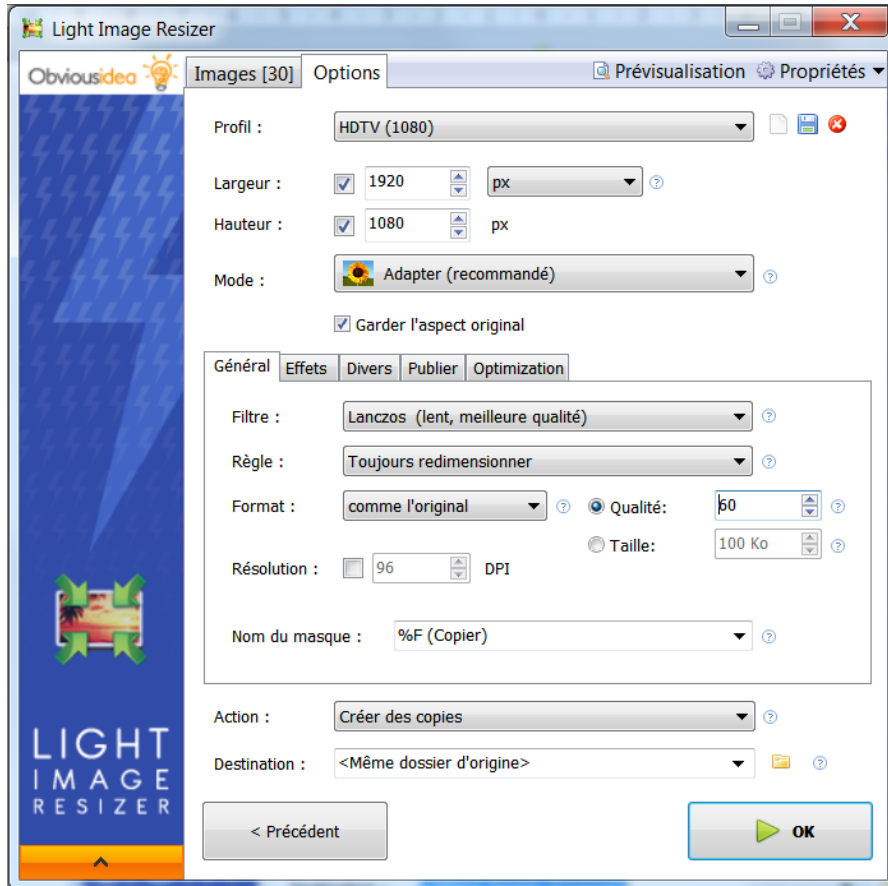 Light Image Resizer
Obviousidea
Images [30] Options Prévisualisation Propriétés
Profil : HDTV (1080)
Largeur : 1920 px
Hauteur : 1080 px
Mode : Adapter (recommandé)
Garder l'aspect original
Général Effets Divers Publier Optimization
Filtre : Lanczos (lent, meilleure qualité)
Règle : Toujours redimensionner
Format : comme l'original Qualité: 60
Taille: 100 Ko
Résolution : 96 DPI
Nom du masque : %F (Copier)
Action : Créer des copies
Destination : <Même dossier d'origine>
LIGHT
IMAGE
RESIZER
< Précédent OK